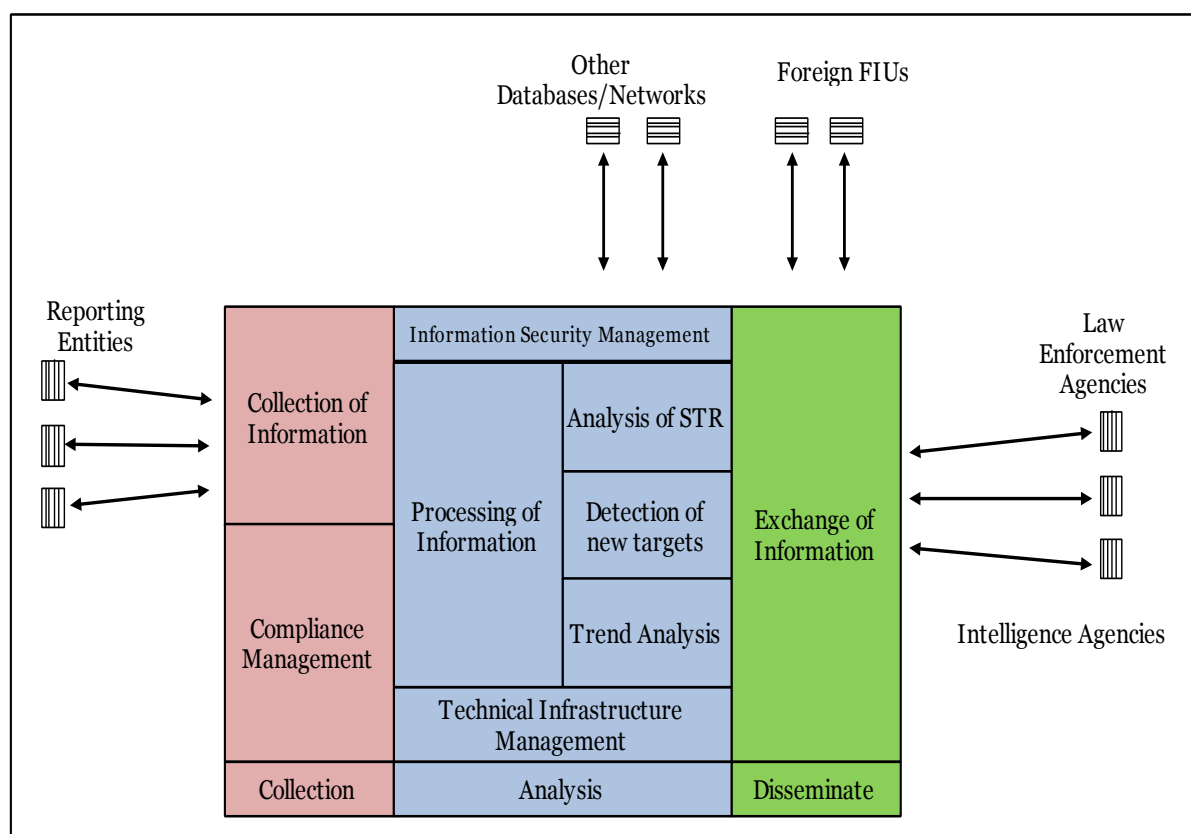 Other
Databases/Networks
Foreign FIUs
Reporting
Entities
Law
Enforcement
Agencies
Information Security Management
Collection of
Information
Analysis of STR
Processing of
Information
Detection of
new targets
Exchange of
Information
Compliance
Management
Trend Analysis
Intelligence Agencies
Technical Infrastructure
Management
Collection
Analysis
Disseminate